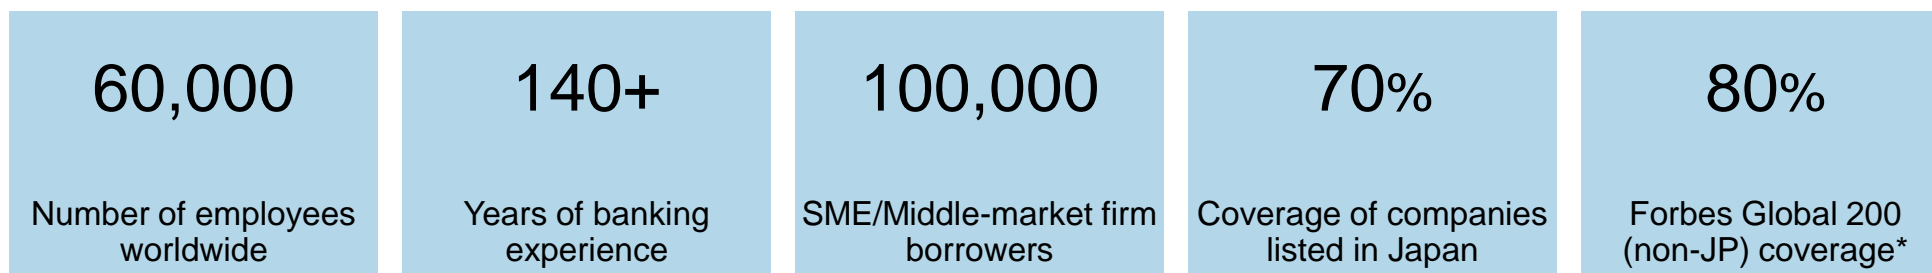 60,000
Number of employees
worldwide
140+
Years of banking
experience
100,000
SME/Middle-market firm
borrowers
70%
Coverage of companies
listed in Japan
80%
Forbes Global 200
(non-JP) coverage*